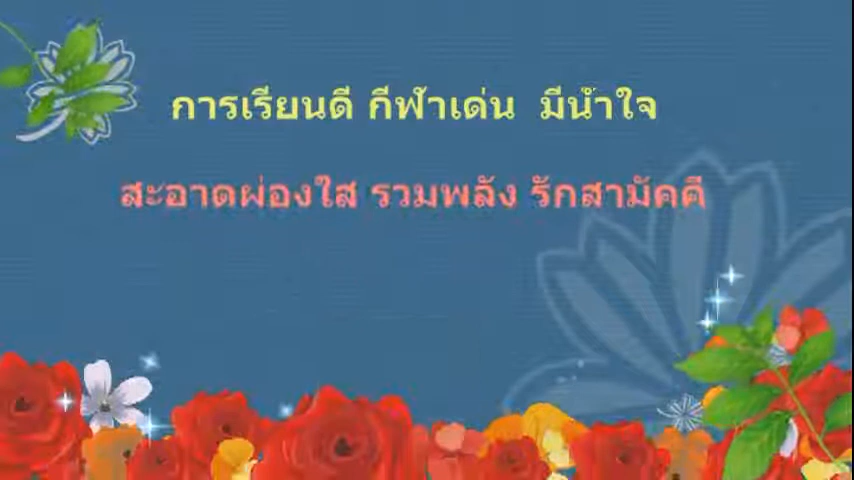 การเรียนดี กีฬาเด่น มีน้ำใจ
สะอาดผ่องใส รวมพลัง รักสามัคคี